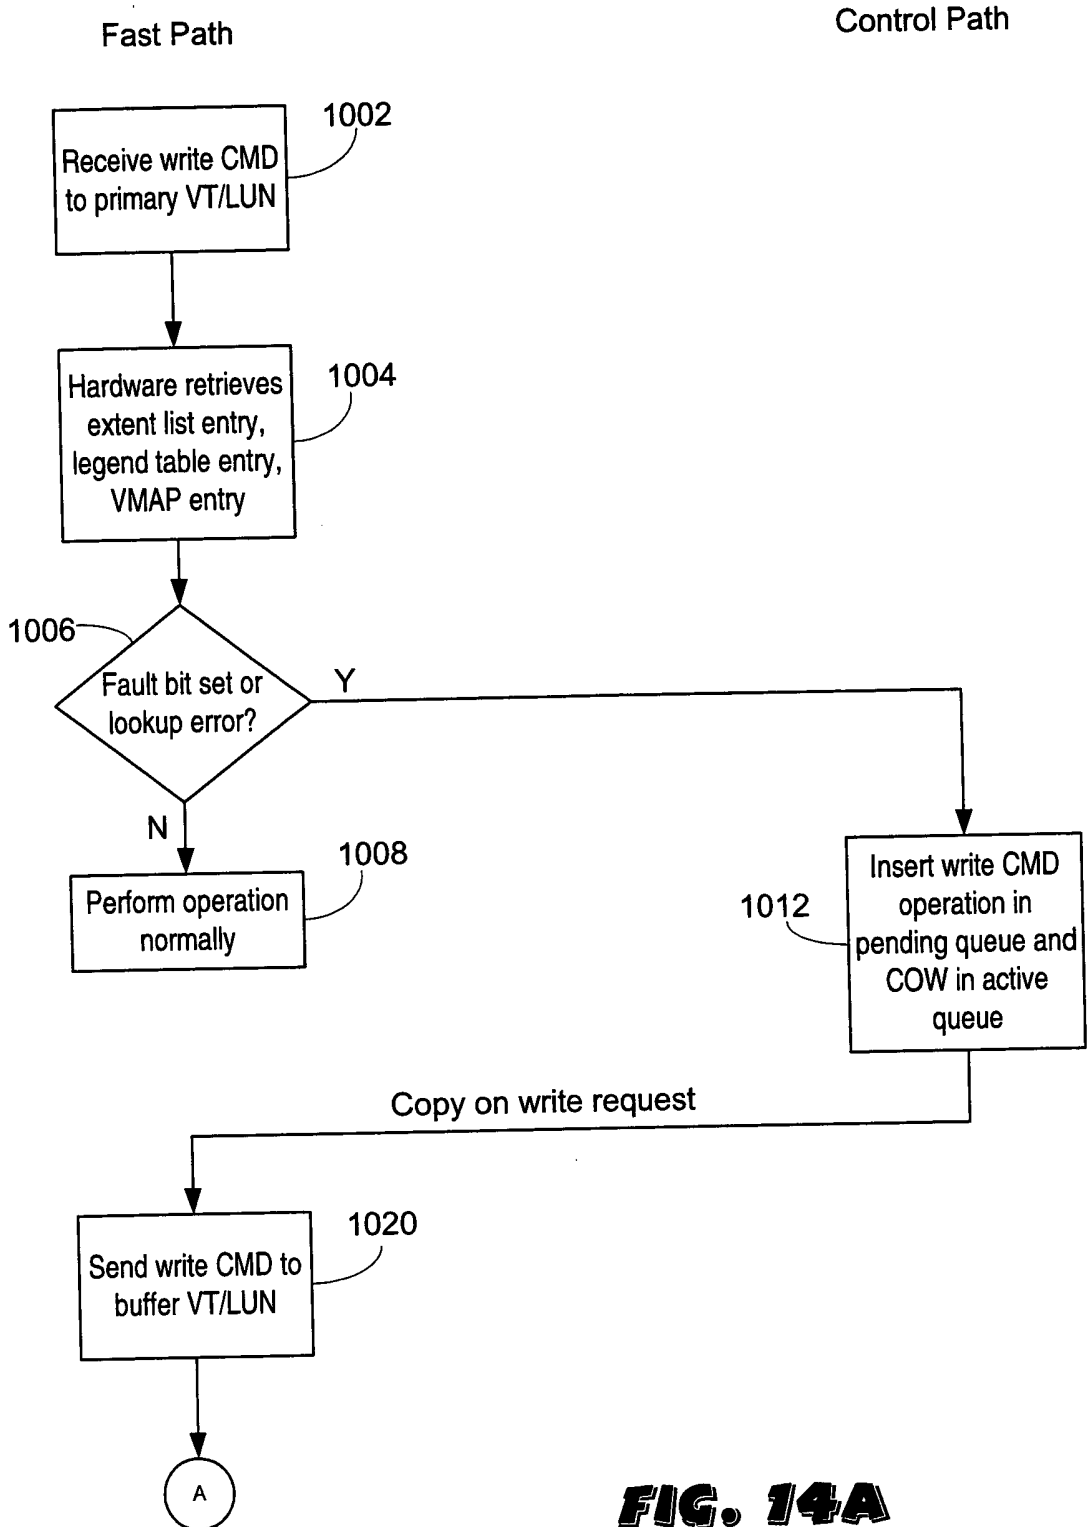 Fast Path
Control Path
1002
Receive write CMD
to primary VT/LUN
1004
Hardware retrieves
extent list entry,
legend table entry,
VMAP entry
1006
Fault bit set or
lookup error?
Y
N
1008
Perform operation
normally
1012
Insert write CMD
operation in
pending queue and
COW in active
queue
Copy on write request
1020
Send write CMD to
buffer VT/LUN
A
FIG. 14A